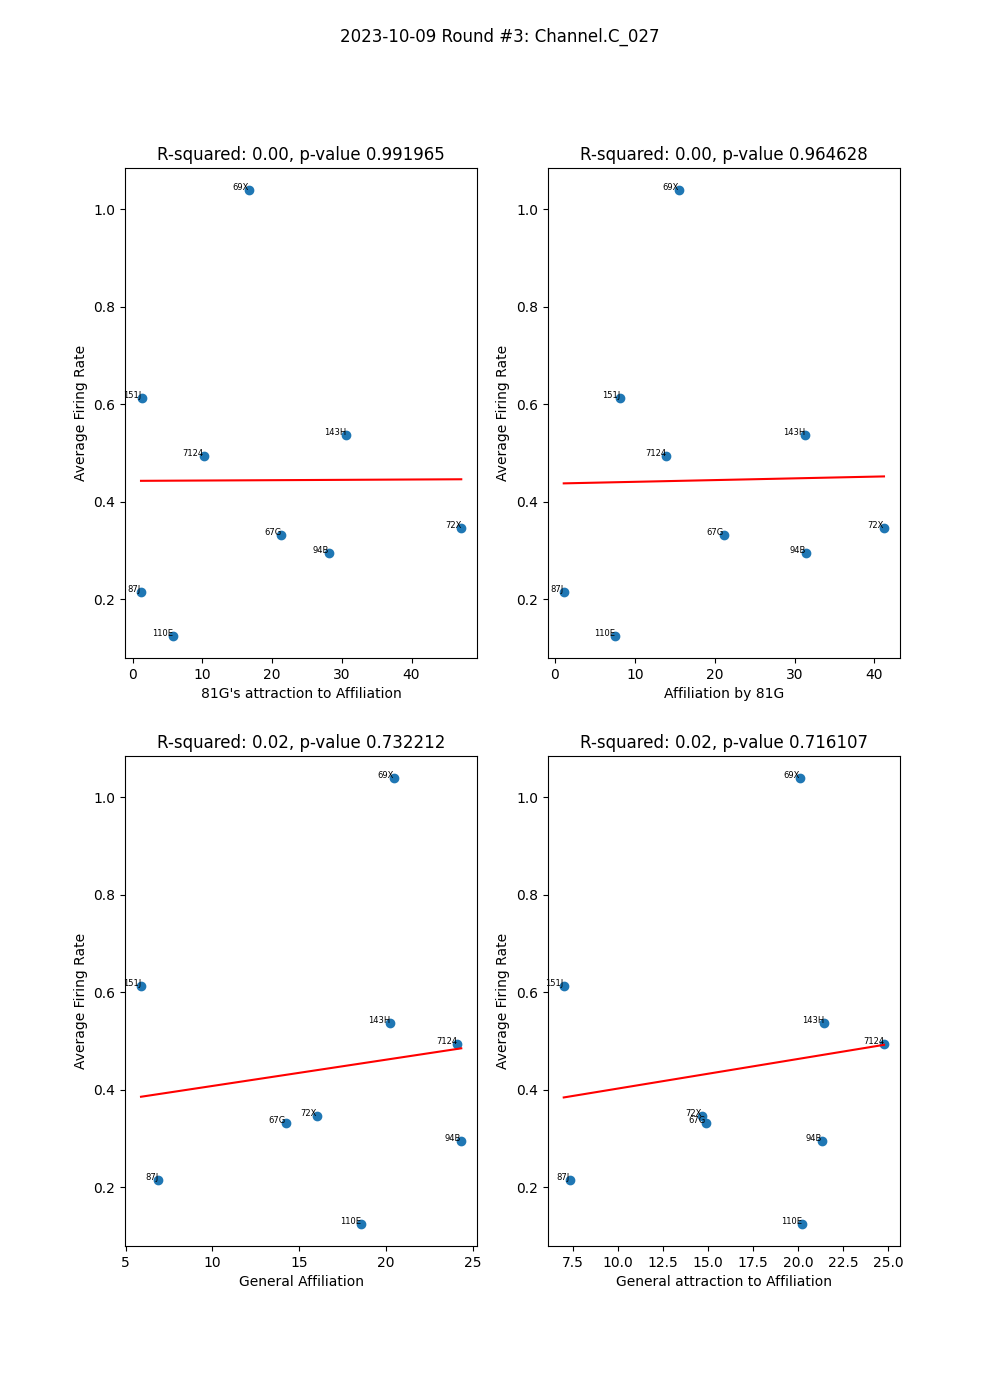 2023-10-09 Round #3: Channel.C_027
R-squared: 0.00, p-value 0.991965
1.0
0.8
0.6
0.4
0.2
Average Firing Rate
69X
151J
143H
7124
72X
67G
94B
87J
110E
0
10
20
30
40
81G's attraction to Affiliation
R-squared: 0.00, p-value 0.964628
1.0
0.8
0.6
0.4
0.2
Average Firing Rate
69X
151J
143H
7124
72X
67G
94B
87J
110E
0
10
20
30
40
Affiliation by 81G
R-squared: 0.02, p-value 0.732212
1.0
0.8
0.6
0.4
0.2
Average Firing Rate
69X
151J
143H
7124
72X
67G
94B
87J
110E
5
10
15
20
25
General Affiliation
R-squared: 0.02, p-value 0.716107
1.0
0.8
0.6
0.4
0.2
Average Firing Rate
69X
151J
143H
7124
72X
67G
94B
87J
110E
7.5
10.0
12.5
15.0
17.5
20.0
22.5
25.0
General attraction to Affiliation